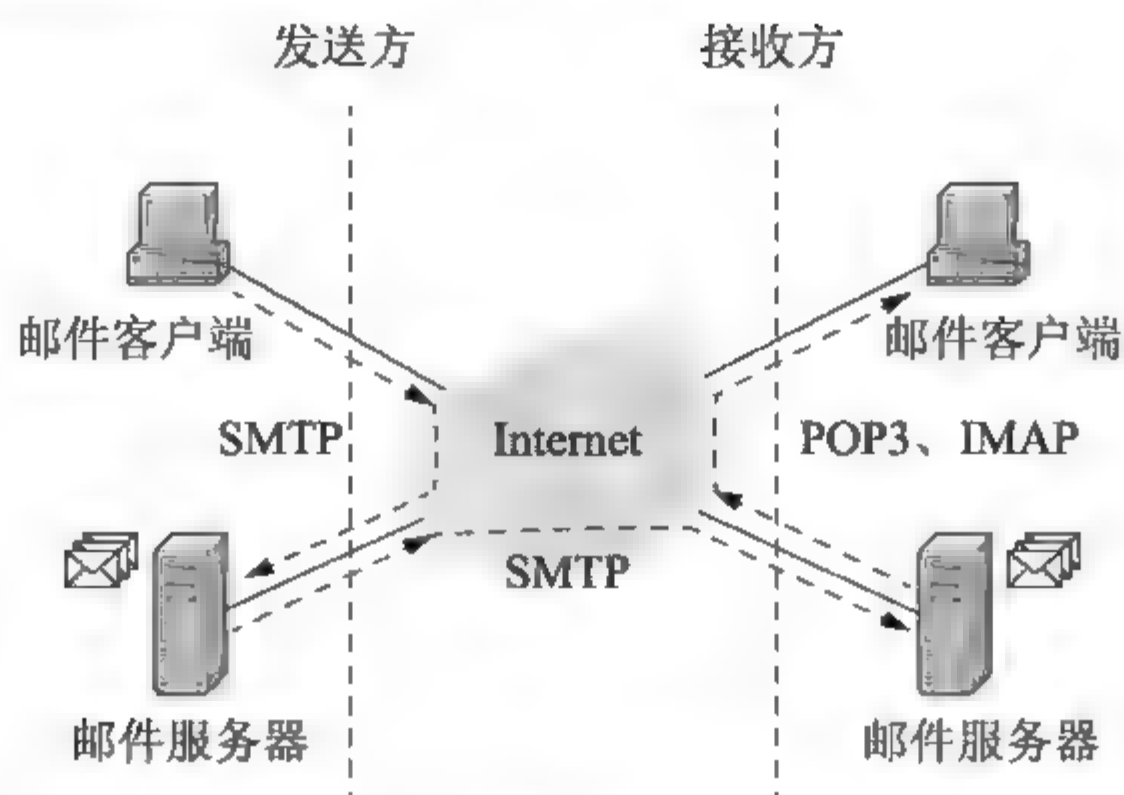 发送方
接收方
邮件客户端
邮件客户端
SMTP
Internet
POP3、IMAP
SMTP
邮件服务器
邮件服务器